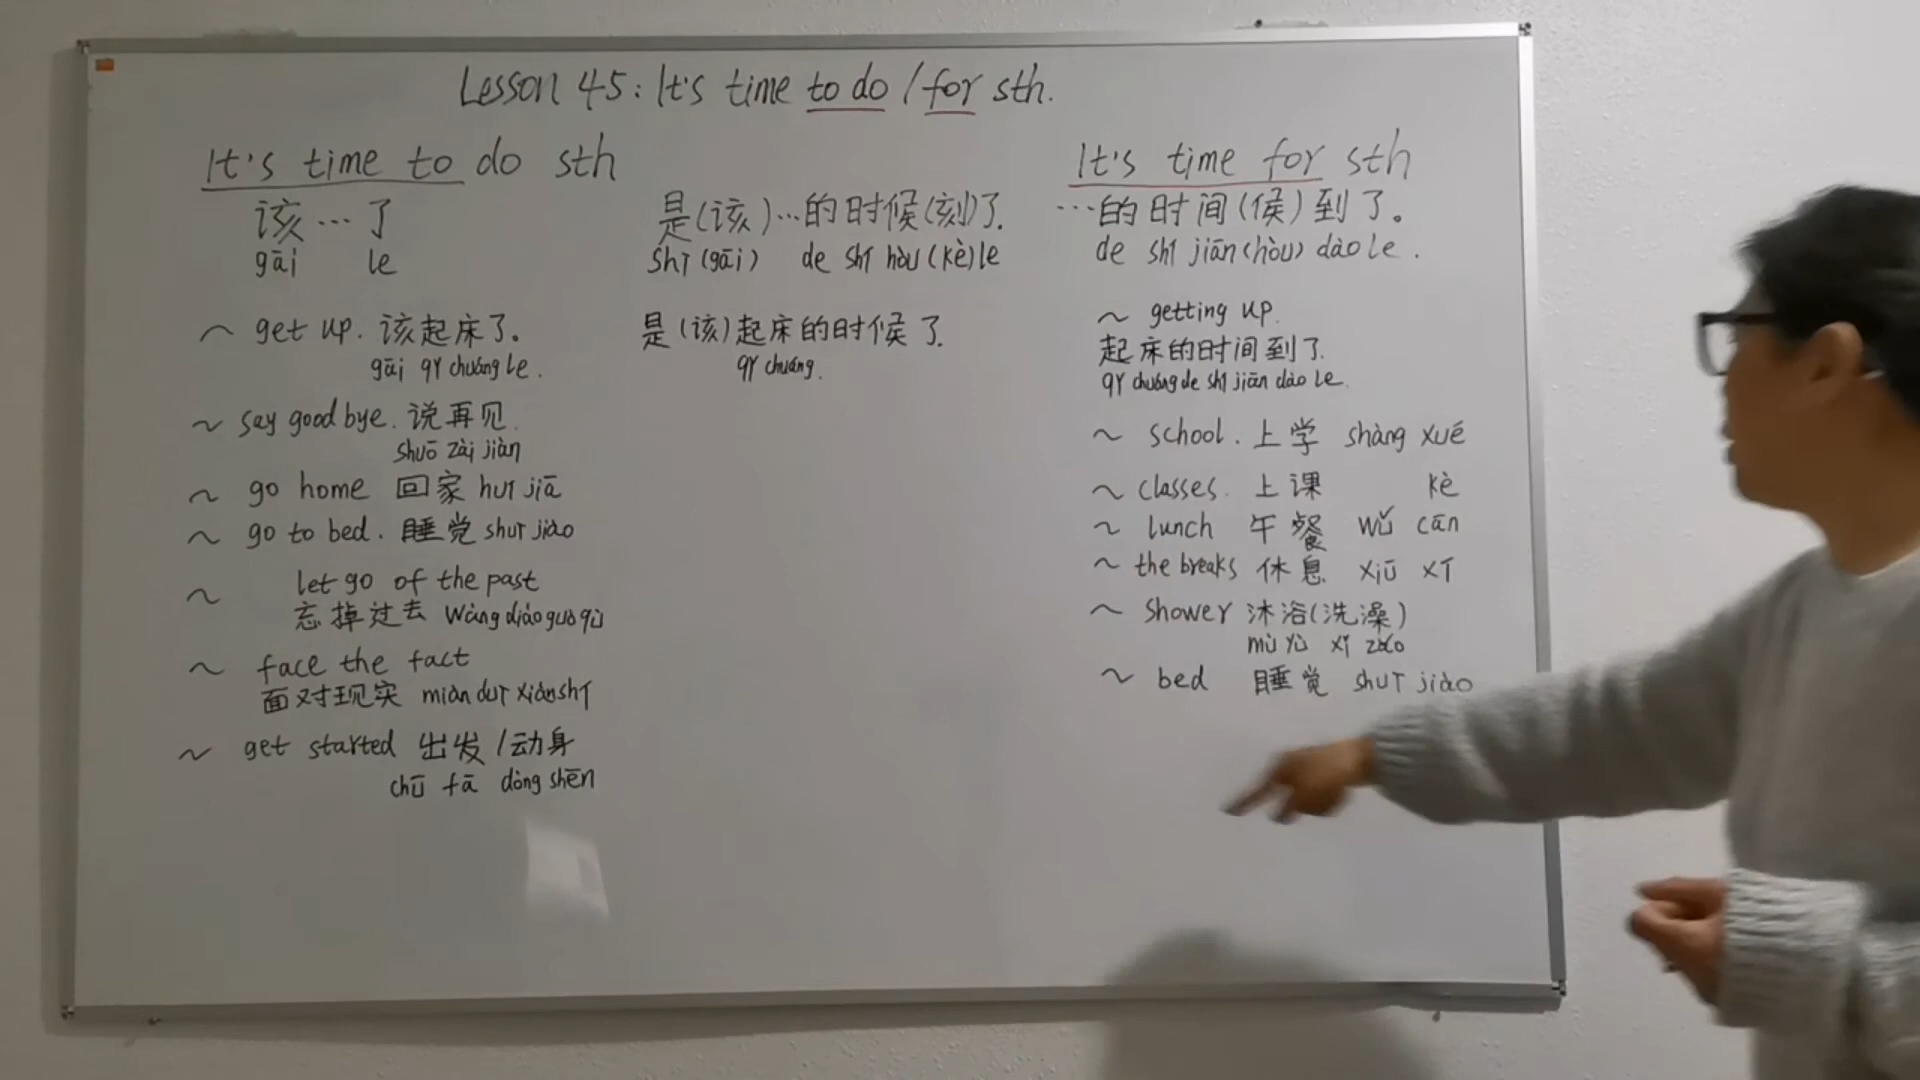 Lesson 45: It's time to do / for sth.
It's time to do sth
该…了
gāi le
~ get up. 该起床了。
gāi qǐ chuáng le.
~ say good bye. 说再见.
shuō zài jiàn
~ go home 回家 huí jiā
~ go to bed. 睡觉 shuì jiào
~ let go of the past
忘掉过去 wàng diào guò qù
~ face the fact
面对现实 miàn duì xiàn shí
~ get started 出发/动身
chū fā dòng shēn
是(该)…的时候(刻)了.
shì (gāi) de shí hòu (kè) le
是(该)起床的时候了.
qǐ chuáng.
It's time for sth
…的时间(候)到了。
de shí jiān (hòu) dào le.
~ getting up.
起床的时间到了.
qǐ chuáng de shí jiān dào le.
~ school. 上学 shàng xué
~ classes. 上课 kè
~ lunch 午餐 wǔ cān
~ the breaks 休息 xiū xī
~ shower 沐浴(洗澡)
mù yù xǐ zǎo
~ bed 睡觉 shuì jiào